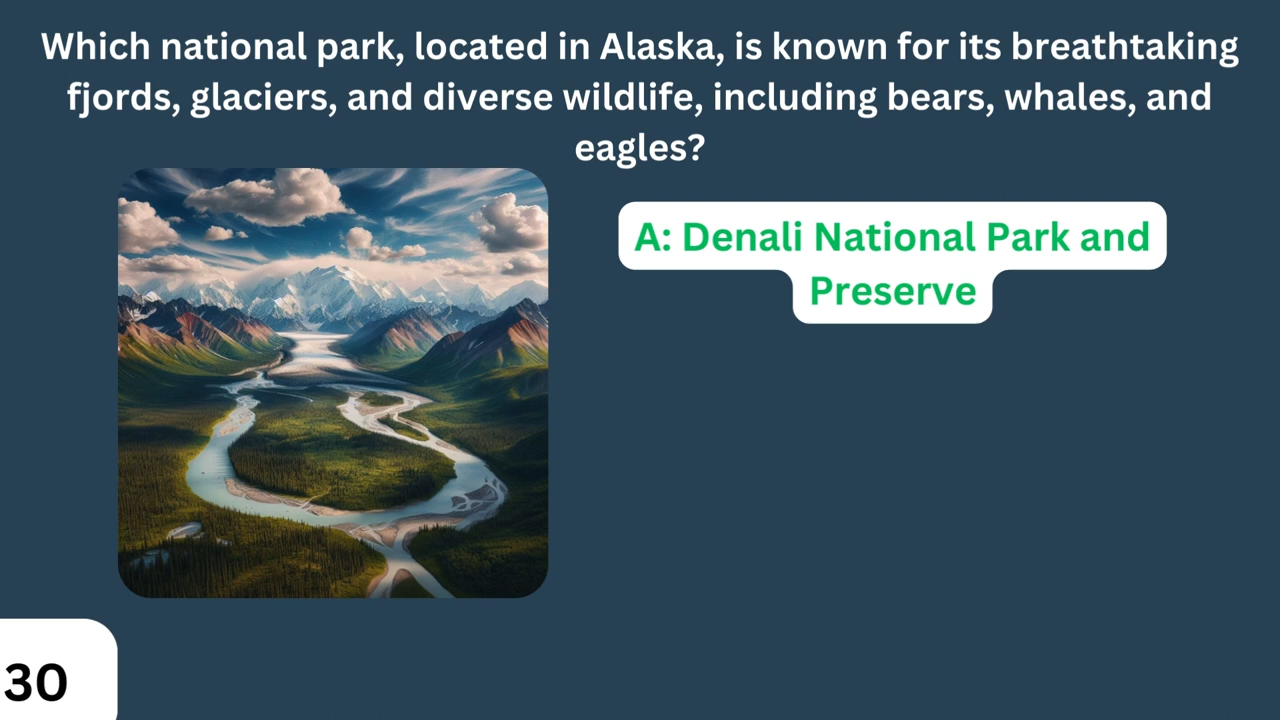 Which national park, located in Alaska, is known for its breathtaking
fjords, glaciers, and diverse wildlife, including bears, whales, and
eagles?
A: Denali National Park and
Preserve
30